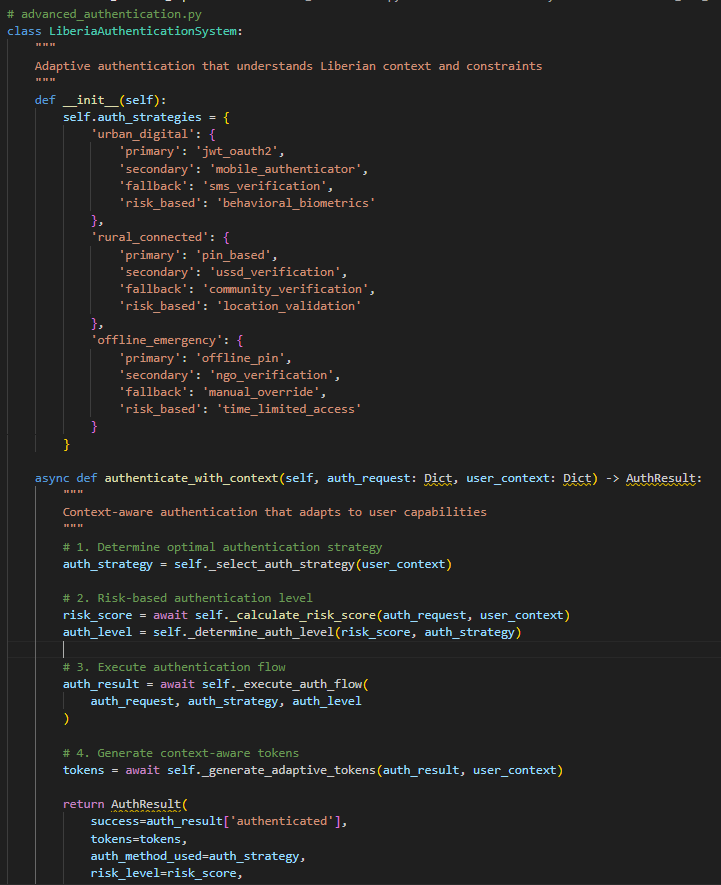 # advanced_authentication.py
class LiberiaAuthenticationSystem:
    """
    Adaptive authentication that understands Liberian context and constraints
    """
    def __init__(self):
        self.auth_strategies = {
            'urban_digital': {
                'primary': 'jwt_oauth2',
                'secondary': 'mobile_authenticator',
                'fallback': 'sms_verification',
                'risk_based': 'behavioral_biometrics'
            },
            'rural_connected': {
                'primary': 'pin_based',
                'secondary': 'ussd_verification',
                'fallback': 'community_verification',
                'risk_based': 'location_validation'
            },
            'offline_emergency': {
                'primary': 'offline_pin',
                'secondary': 'ngo_verification',
                'fallback': 'manual_override',
                'risk_based': 'time_limited_access'
            }
        }

    async def authenticate_with_context(self, auth_request: Dict, user_context: Dict) -> AuthResult:
        """
        Context-aware authentication that adapts to user capabilities
        """
        # 1. Determine optimal authentication strategy
        auth_strategy = self._select_auth_strategy(user_context)

        # 2. Risk-based authentication level
        risk_score = await self._calculate_risk_score(auth_request, user_context)
        auth_level = self._determine_auth_level(risk_score, auth_strategy)

        # 3. Execute authentication flow
        auth_result = await self._execute_auth_flow(
            auth_request, auth_strategy, auth_level
        )

        # 4. Generate context-aware tokens
        tokens = await self._generate_adaptive_tokens(auth_result, user_context)

        return AuthResult(
            success=auth_result['authenticated'],
            tokens=tokens,
            auth_method_used=auth_strategy,
            risk_level=risk_score,